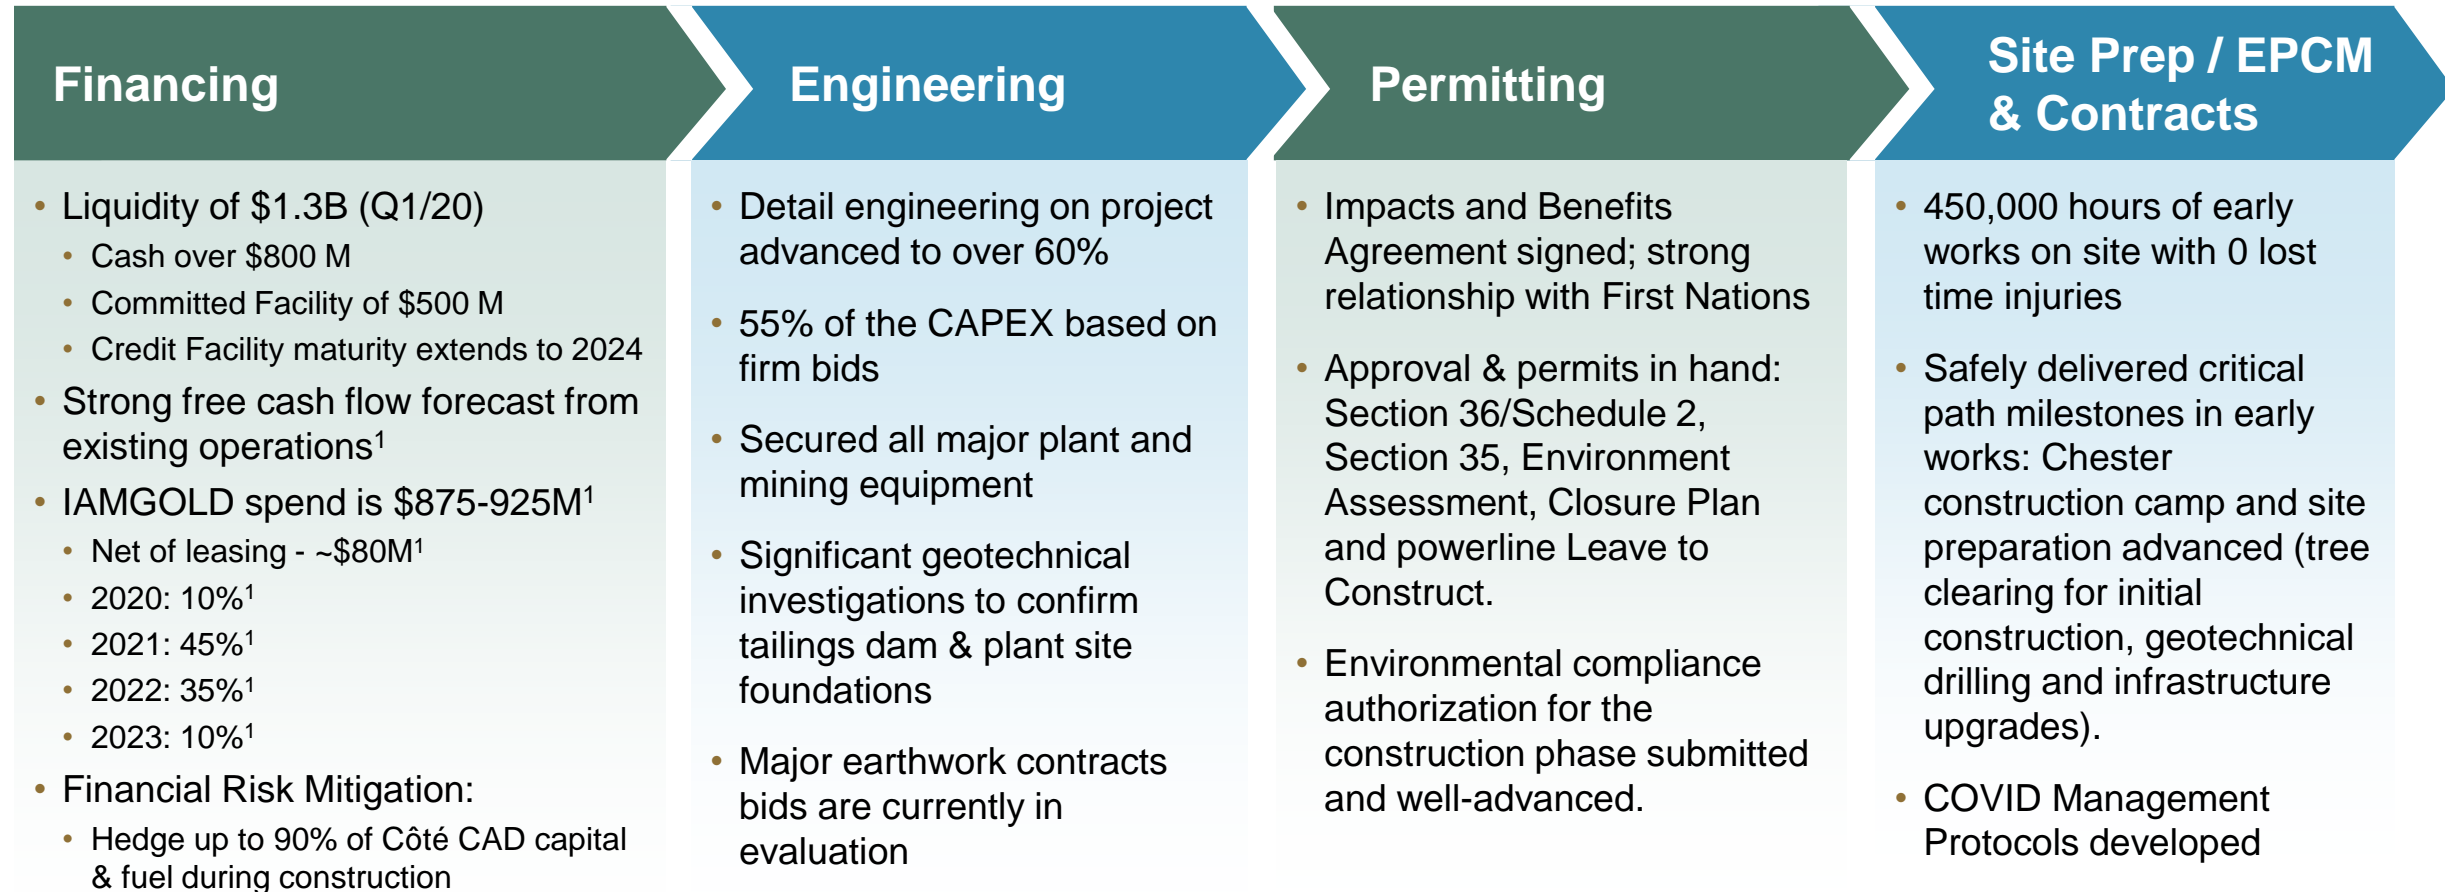 Financing
• Liquidity of $1.3B (Q1/20)
• Cash over $800 M
• Committed Facility of $500 M
• Credit Facility maturity extends to 2024
• Strong free cash flow forecast from
existing operations¹
• IAMGOLD spend is $875-925M¹
• Net of leasing - ~$80M¹
• 2020: 10%¹
• 2021: 45%¹
• 2022: 35%¹
• 2023: 10%¹
• Financial Risk Mitigation:
• Hedge up to 90% of Côté CAD capital
& fuel during construction
Engineering
• Detail engineering on project
advanced to over 60%
• 55% of the CAPEX based on
firm bids
• Secured all major plant and
mining equipment
• Significant geotechnical
investigations to confirm
tailings dam & plant site
foundations
• Major earthwork contracts
bids are currently in
evaluation
Permitting
• Impacts and Benefits
Agreement signed; strong
relationship with First Nations
• Approval & permits in hand:
Section 36/Schedule 2,
Section 35, Environment
Assessment, Closure Plan
and powerline Leave to
Construct.
• Environmental compliance
authorization for the
construction phase submitted
and well-advanced.
Site Prep / EPCM
& Contracts
• 450,000 hours of early
works on site with 0 lost
time injuries
• Safely delivered critical
path milestones in early
works: Chester
construction camp and site
preparation advanced (tree
clearing for initial
construction, geotechnical
drilling and infrastructure
upgrades).
• COVID Management
Protocols developed